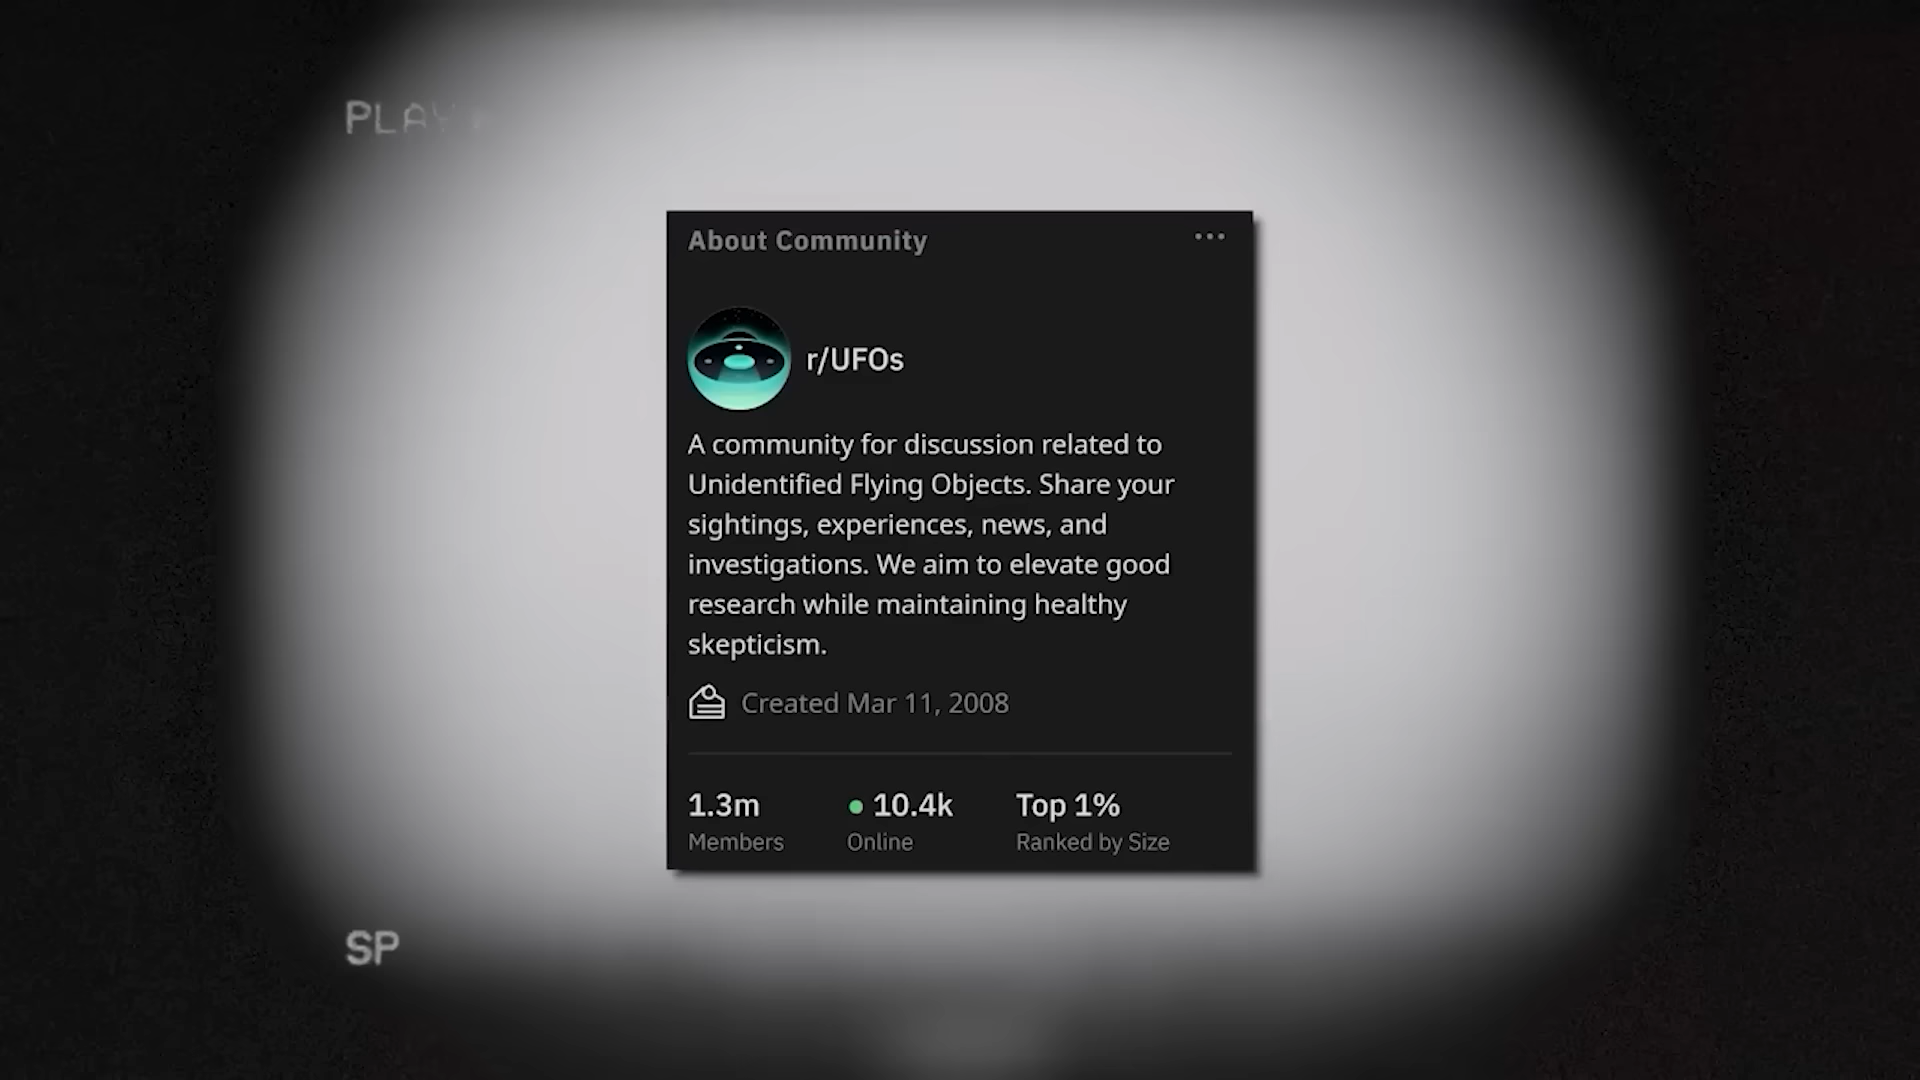 PLAY
About Community
r/UFOs
A community for discussion related to
Unidentified Flying Objects. Share your
sightings, experiences, news, and
investigations. We aim to elevate good
research while maintaining healthy
skepticism.
Created Mar 11, 2008
1.3m 10.4k Top 1%
Members Online Ranked by Size
SP